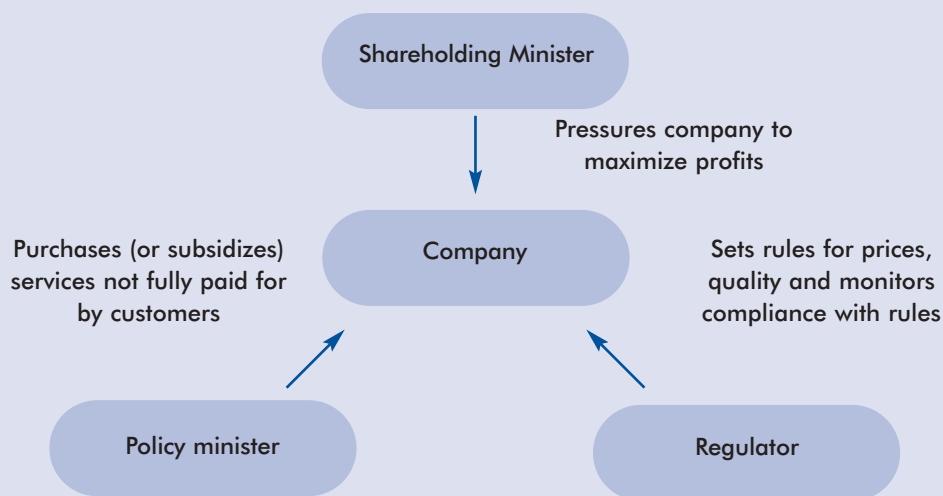 Shareholding Minister
Pressures company to
maximize profits
Purchases (or subsidizes)
services not fully paid for
by customers
Company
Sets rules for prices,
quality and monitors
compliance with rules
Policy minister
Regulator